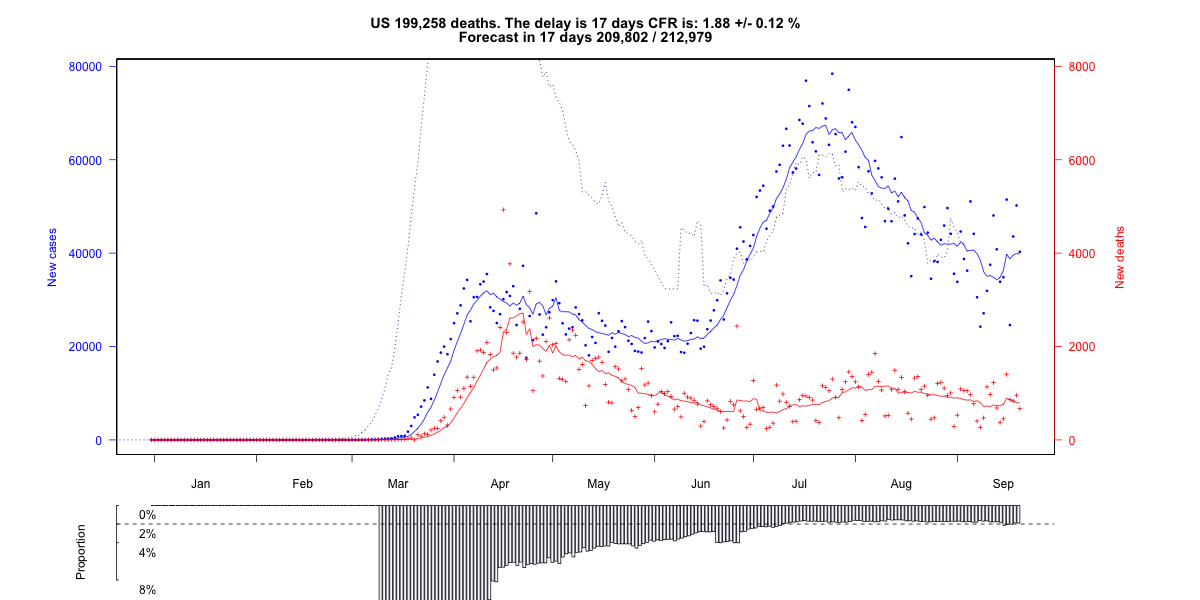 US 199,258 deaths. The delay is 17 days CFR is: 1.88 +/- 0.12 %
Forecast in 17 days 209,802 / 212,979
80000
60000
40000
20000
0
New cases
8000
6000
4000
2000
0
New deaths
Jan Feb Mar Apr May Jun Jul Aug Sep
Proportion
0%
2%
4%
8%